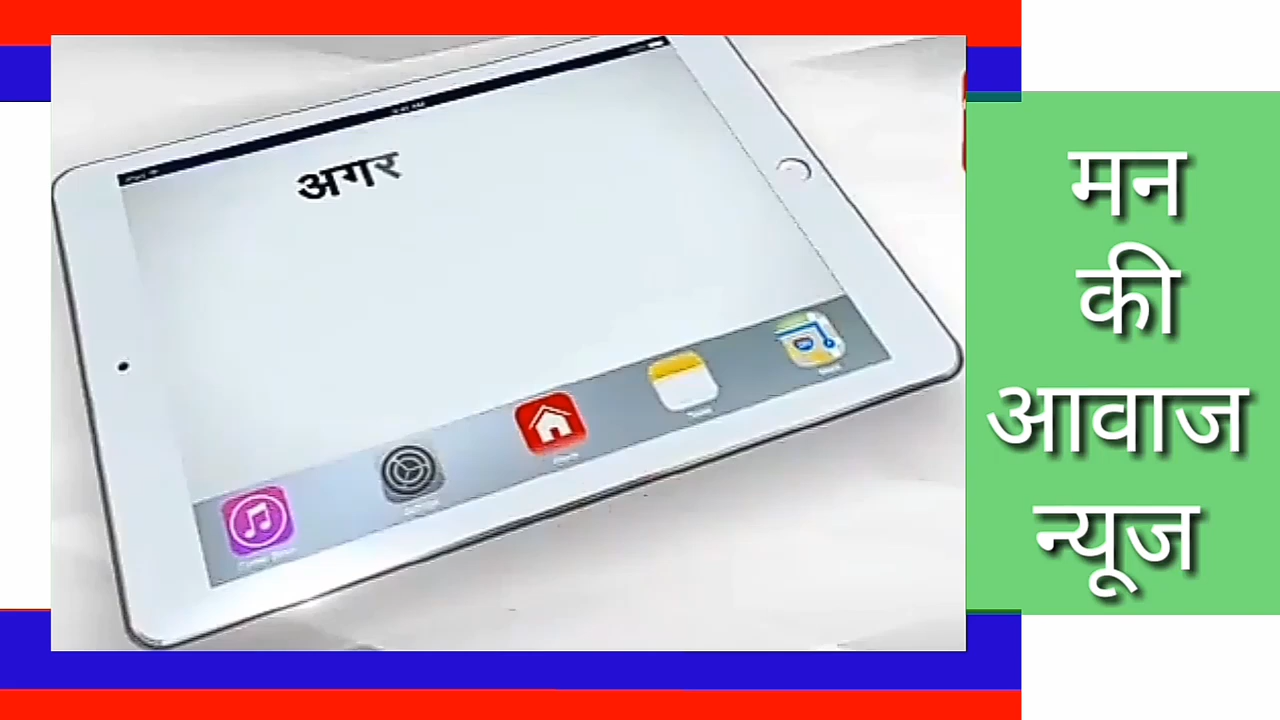 अगर
मन
की
आवाज
न्यूज